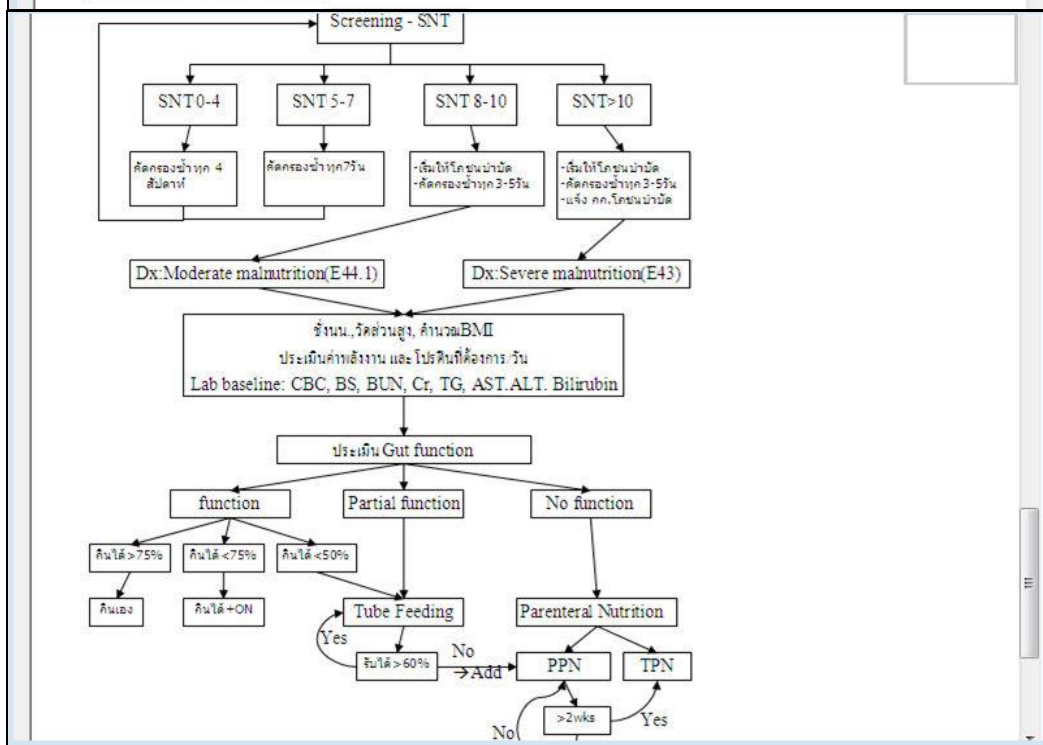 Screening - SNT
SNT 0-4
SNT 5-7
SNT 8-10
SNT>10
คัดกรองซ้ำทุก 4
สัปดาห์
คัดกรองซ้ำทุก7วัน
-เริ่มให้โภชนบำบัด
-คัดกรองซ้ำทุก3-5วัน
-เริ่มให้โภชนบำบัด
-คัดกรองซ้ำทุก3-5วัน
-แจ้ง คก.โภชนบำบัด
Dx:Moderate malnutrition(E44.1)
Dx:Severe malnutrition(E43)
ชั่งนน.,วัดส่วนสูง, คำนวณBMI
ประเมินค่าพลังงาน และ โปรตีนที่ต้องการ/วัน
Lab baseline: CBC, BS, BUN, Cr, TG, AST.ALT. Bilirubin
ประเมิน Gut function
function
Partial function
No function
กินได้ >75%
กินได้ <75%
กินได้ <50%
กินเอง
กินได้+ON
Tube Feeding
Parenteral Nutrition
Yes
รับได้ >60%
No
→Add
PPN
TPN
>2wks
Yes
No